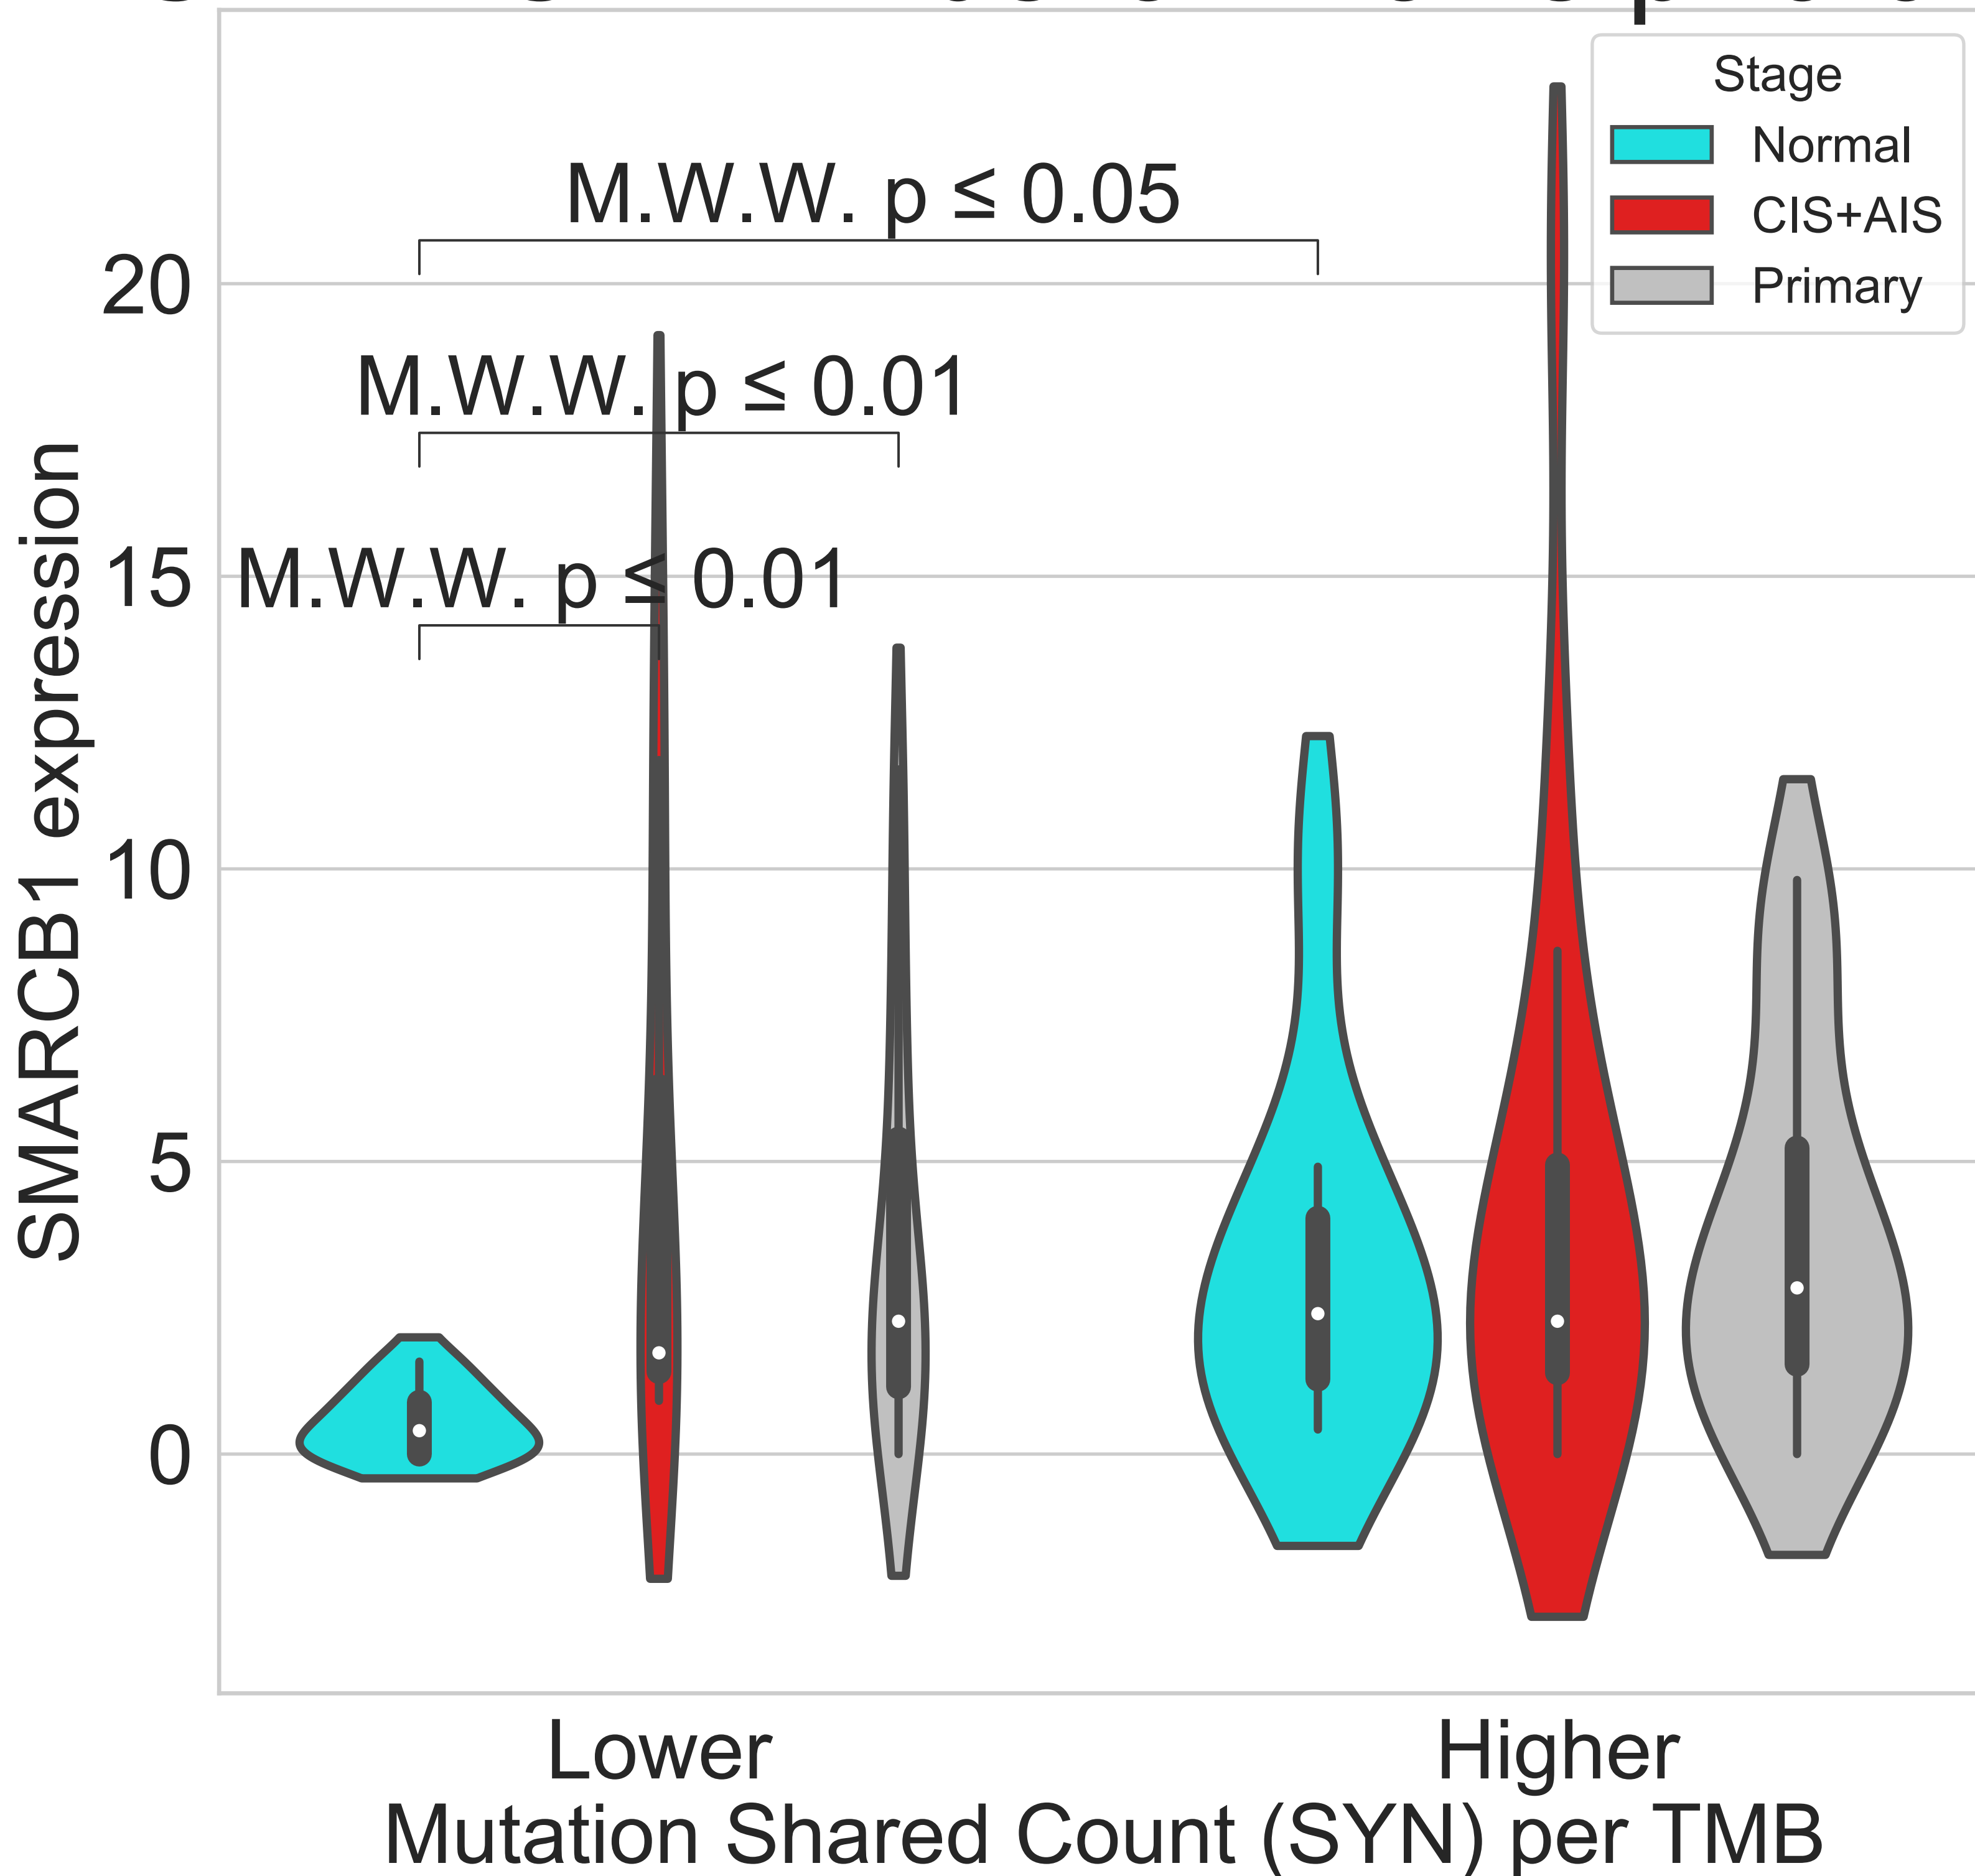 Stage
Normal
CIS+AIS
Primary
M.W.W. p ≤ 0.05
M.W.W. p ≤ 0.01
M.W.W. p ≤ 0.01
20
15
10
5
0
SMARCB1 expression
Lower
Higher
Mutation Shared Count (SYN) per TMB